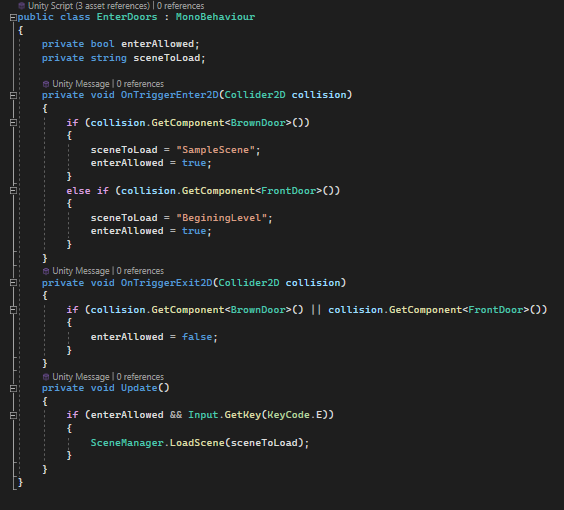 Unity Script (3 asset references) | 0 references
public class EnterDoors : MonoBehaviour
{
    private bool enterAllowed;
    private string sceneToLoad;
    Unity Message | 0 references
    private void OnTriggerEnter2D(Collider2D collision)
    {
        if (collision.GetComponent<BrownDoor>())
        {
            sceneToLoad = "SampleScene";
            enterAllowed = true;
        }
        else if (collision.GetComponent<FrontDoor>())
        {
            sceneToLoad = "BeginingLevel";
            enterAllowed = true;
        }
    }
    Unity Message | 0 references
    private void OnTriggerExit2D(Collider2D collision)
    {
        if (collision.GetComponent<BrownDoor>() || collision.GetComponent<FrontDoor>())
        {
            enterAllowed = false;
        }
    }
    Unity Message | 0 references
    private void Update()
    {
        if (enterAllowed && Input.GetKey(KeyCode.E))
        {
            SceneManager.LoadScene(sceneToLoad);
        }
    }
}